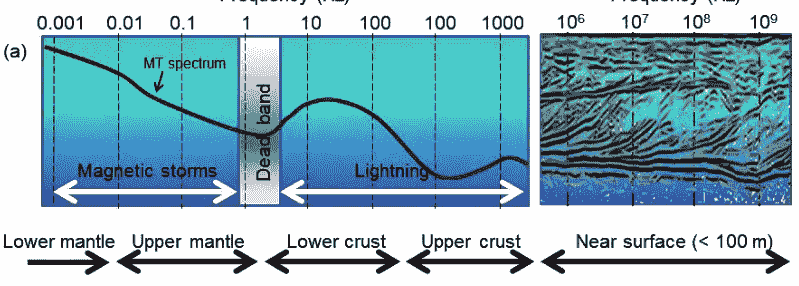 0.001 0.01 0.1 1 10 100 100 1000 10⁶ 10⁷ 10⁸ 10⁹
(a)
MT spectrum
Dead band
Magnetic storms
Lightning
Lower mantle Upper mantle Lower crust Upper crust Near surface (< 100 m)